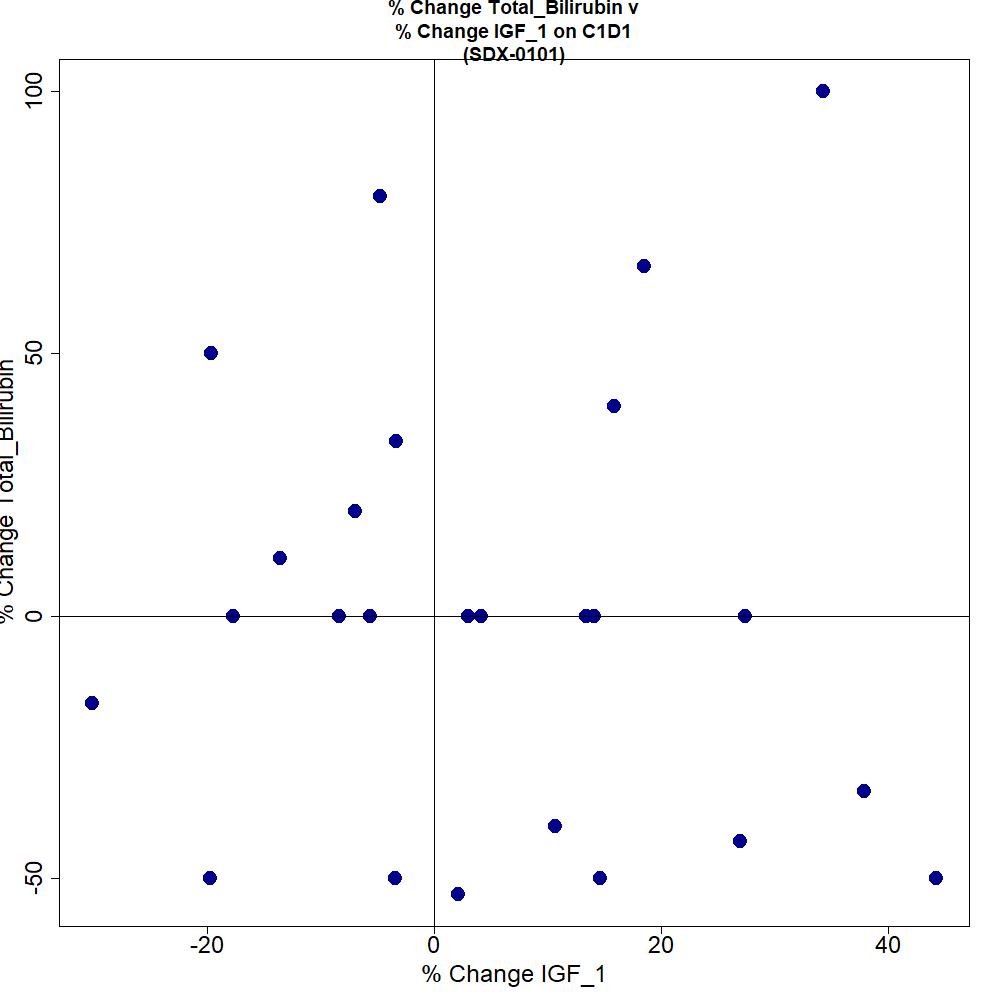 % Change Total_Bilirubin v
% Change IGF_1 on C1D1
(SDX-0101)
100
50
0
-50
% Change Total_Bilirubin
-20
0
20
40
% Change IGF_1